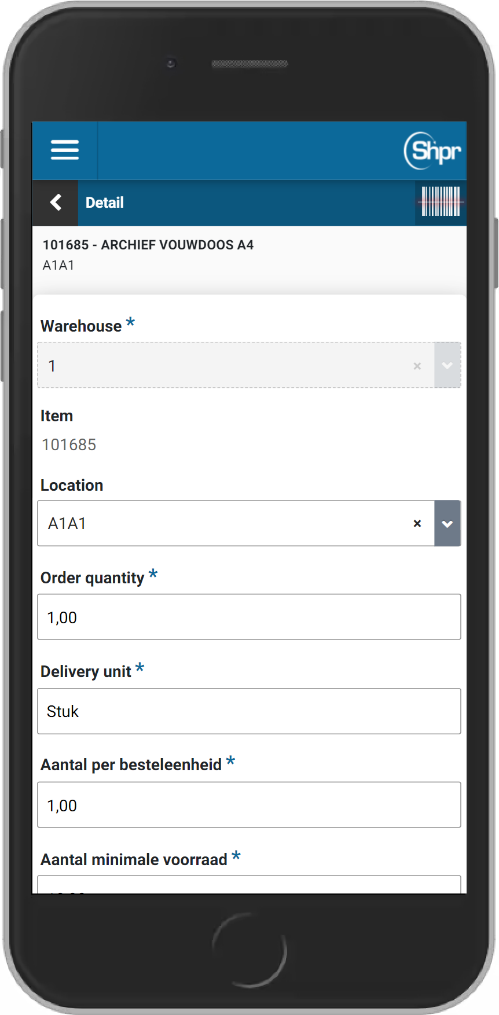 Shpr
Detail
101685 - ARCHIEF VOUWDOOS A4
A1A1
Warehouse *
1
Item
101685
Location
A1A1
Order quantity *
1,00
Delivery unit *
Stuk
Aantal per besteleenheid *
1,00
Aantal minimale voorraad *